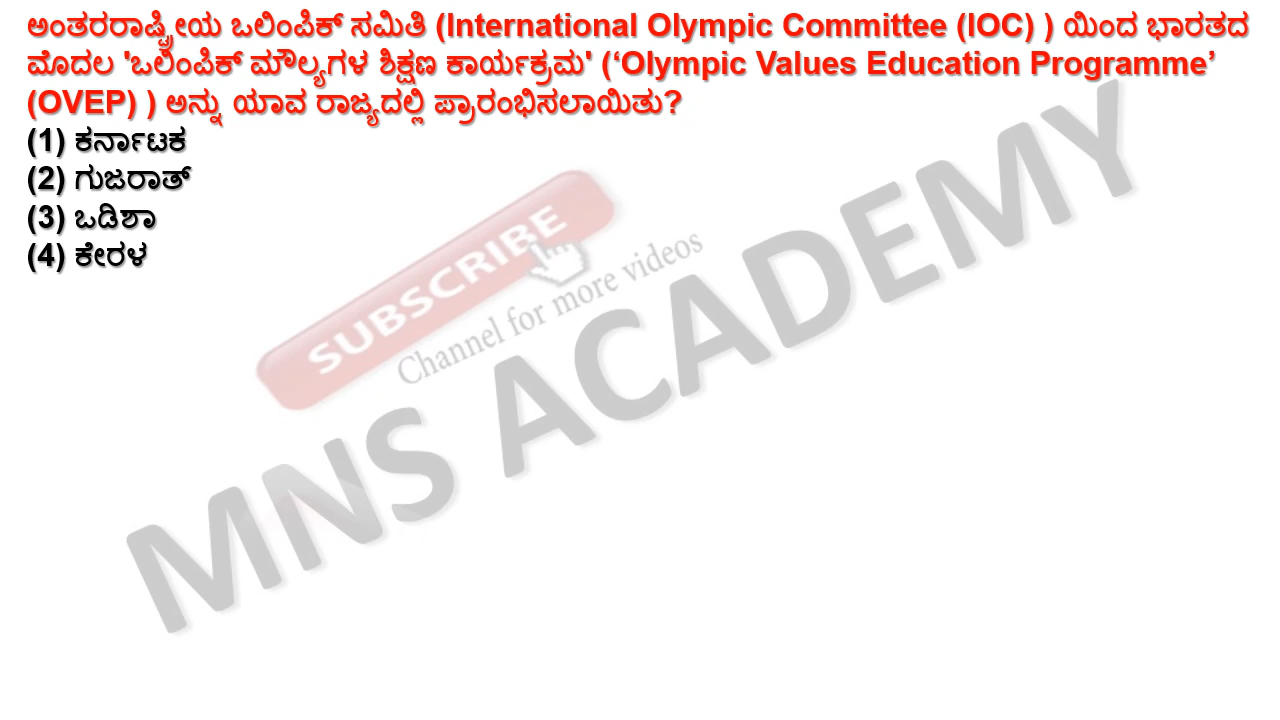 ಅಂತರರಾಷ್ಟ್ರೀಯ ಒಲಿಂಪಿಕ್ ಸಮಿತಿ (International Olympic Committee (IOC) ) ಯಿಂದ ಭಾರತದ
ಮೊದಲ 'ಒಲಿಂಪಿಕ್ ಮೌಲ್ಯಗಳ ಶಿಕ್ಷಣ ಕಾರ್ಯಕ್ರಮ' (‘Olympic Values Education Programme’
(OVEP) ) ಅನ್ನು ಯಾವ ರಾಜ್ಯದಲ್ಲಿ ಪ್ರಾರಂಭಿಸಲಾಯಿತು?
(1) ಕರ್ನಾಟಕ
(2) ಗುಜರಾತ್
(3) ಒಡಿಶಾ
(4) ಕೇರಳ
SUBSCRIBE
Channel for more videos
MNS ACADEMY